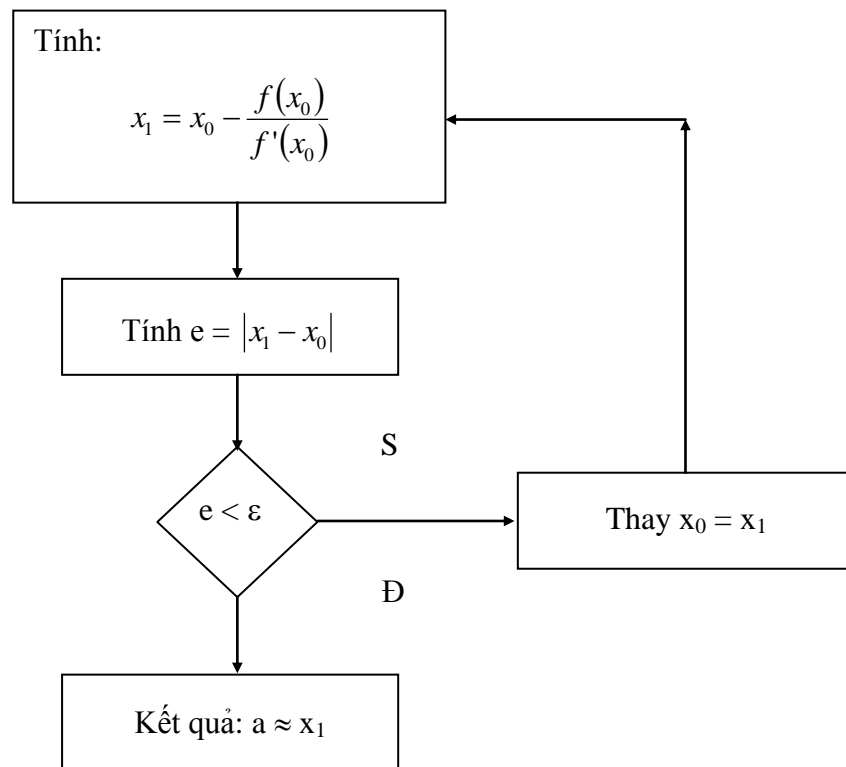 Tính:
x₁ = x₀ − f(x₀) / f'(x₀)
Tính e = |x₁ − x₀|
S
e < ε
Thay x₀ = x₁
Đ
Kết quả: a ≈ x₁